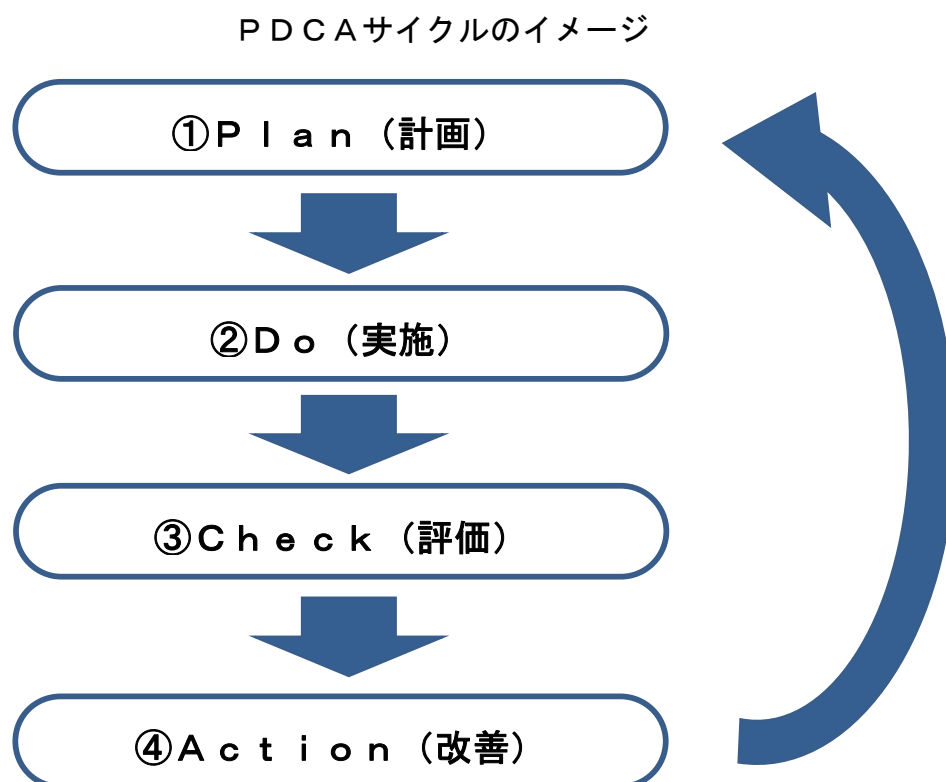 ＰＤＣＡサイクルのイメージ
①Ｐｌａｎ（計画）
②Ｄｏ（実施）
③Ｃｈｅｃｋ（評価）
④Ａｃｔｉｏｎ（改善）